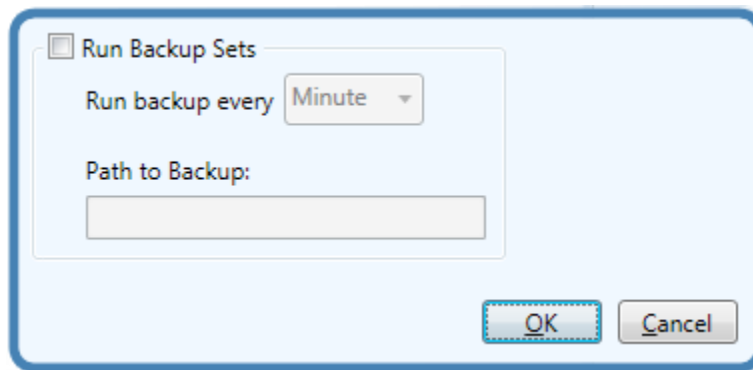 Run Backup Sets
Run backup every Minute
Path to Backup:
OK Cancel